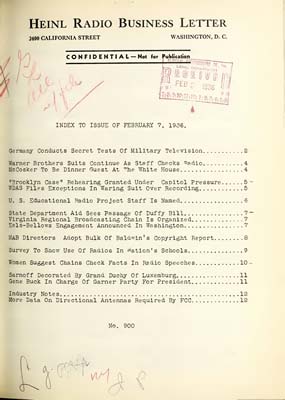 HEINL RADIO BUSINESS LETTER
2400 CALIFORNIA STREET WASHINGTON, D. C.
CONFIDENTIAL—Not for Publication
FEB 1936
INDEX TO ISSUE OF FEBRUARY 7, 1936.
Germany Conducts Secret Tests Of Military Television..........2
Warner Brothers Suits Continue As Staff Checks Radio..........4
McCosker To Be Dinner Guest At The White House..........4
"Brooklyn Case" Rehearing Granted Under Capitol Pressure.....5
WDAS Files Exceptions In Waring Suit Over Recording..........5
U. S. Educational Radio Project Staff Is Named..........6
State Department Aid Sees Passage Of Duffy Bill..........7
Virginia Regional Broadcasting Chain Is Organized..........7
Yolo-Bellows Engagement Announced In Washington..........7
NAB Directors Adopt Bulk Of Baldwin's Copyright Report........8
Survey To Show Use Of Radios In Nation's Schools..........9
Women Suggest Chains Check Facts In Radio Speeches..........10
Sarnoff Decorated By Grand Duchy Of Luxemburg..........11
Gene Buck In Charge Of Garner Party For President..........11
Industry Notes..........12
More Data On Directional Antennas Required By FCC..........12
No. 900